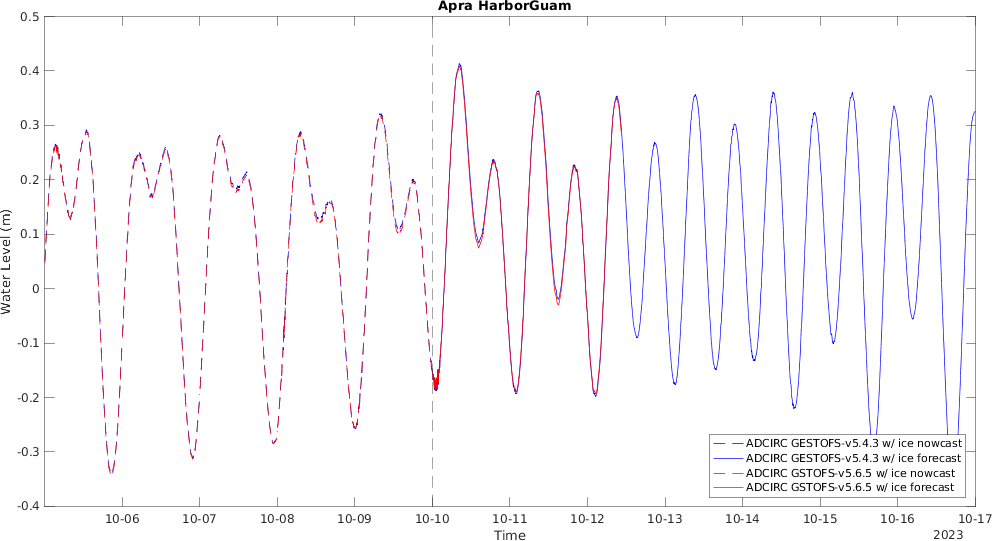 Apra HarborGuam
0.5
0.4
0.3
0.2
0.1
0
-0.1
-0.2
-0.3
-0.4
Water Level (m)
10-06 10-07 10-08 10-09 10-10 10-11 10-12 10-13 10-14 10-15 10-16 10-17
Time
2023
ADCIRC GESTOFS-v5.4.3 w/ ice nowcast
ADCIRC GESTOFS-v5.4.3 w/ ice forecast
ADCIRC GSTOFS-v5.6.5 w/ ice nowcast
ADCIRC GSTOFS-v5.6.5 w/ ice forecast